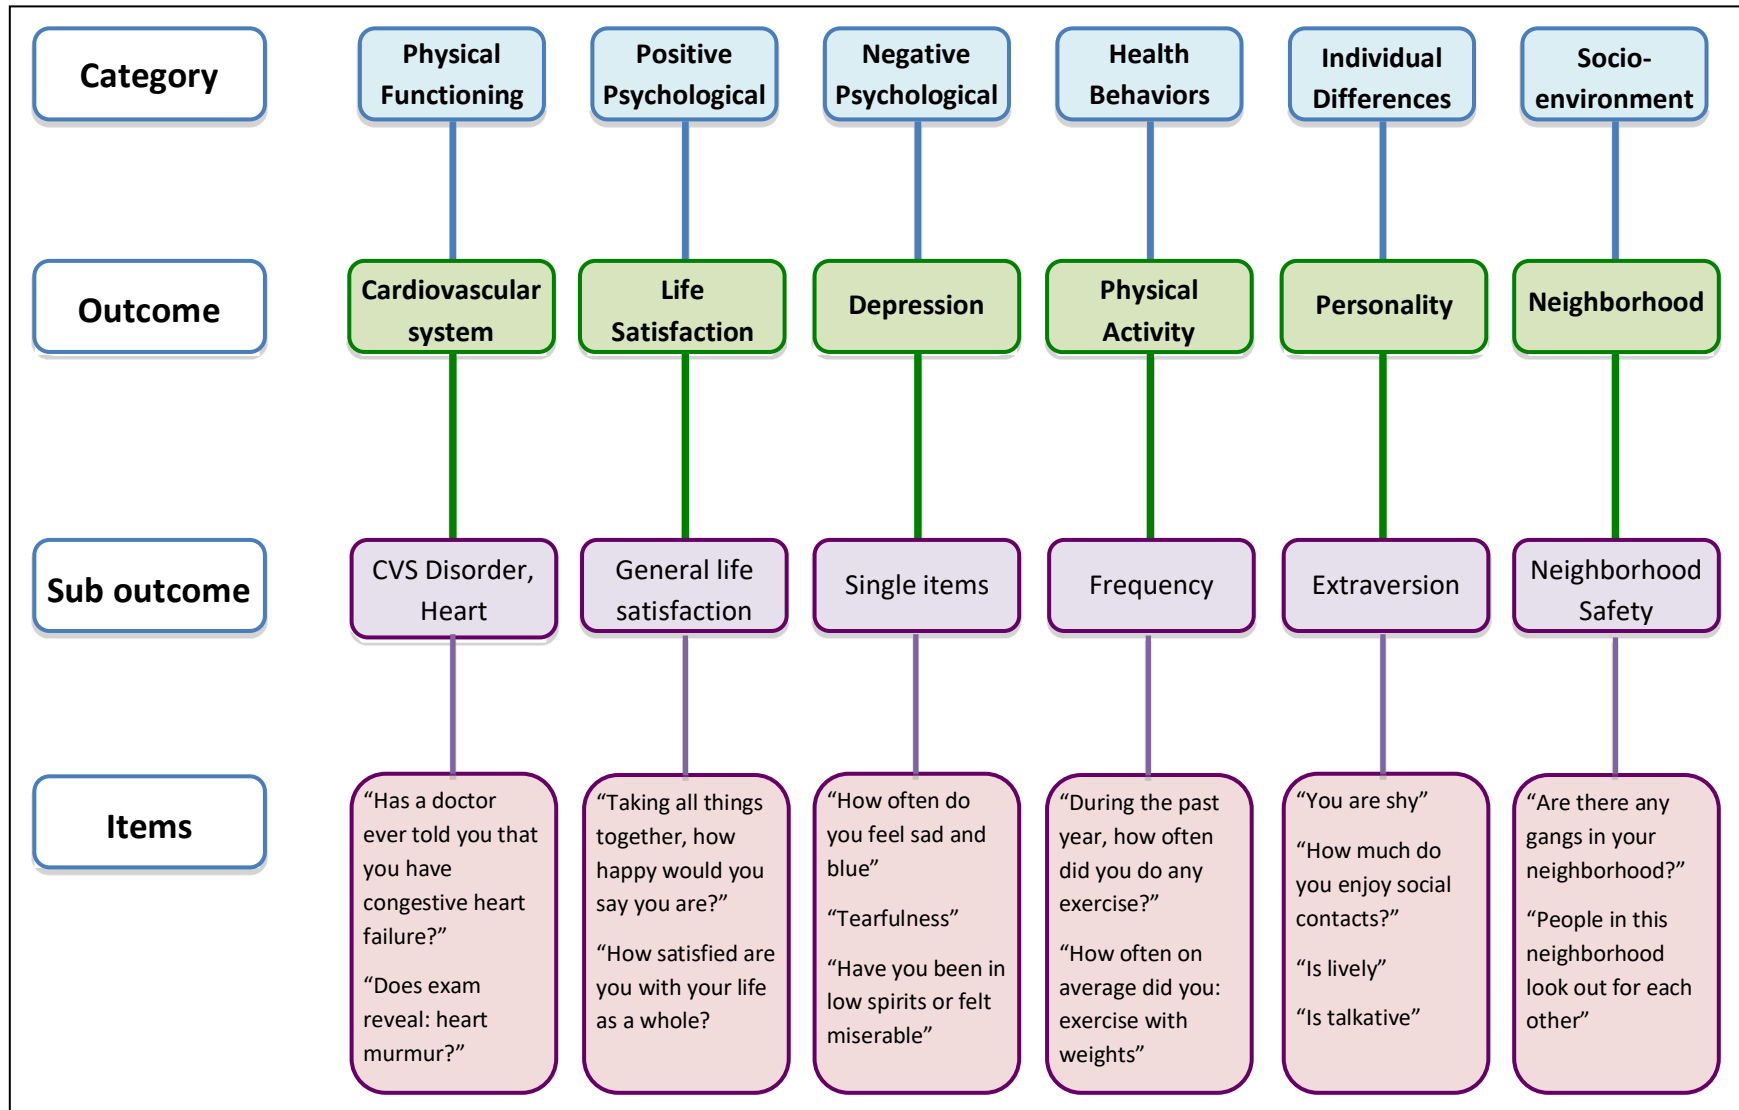 Category
Physical
Functioning
Positive
Psychological
Negative
Psychological
Health
Behaviors
Individual
Differences
Socio-
environment
Outcome
Cardiovascular
system
Life
Satisfaction
Depression
Physical
Activity
Personality
Neighborhood
Sub outcome
CVS Disorder,
Heart
General life
satisfaction
Single items
Frequency
Extraversion
Neighborhood
Safety
Items
“Has a doctor
ever told you that
you have
congestive heart
failure?”
“Does exam
reveal: heart
murmur?”
“Taking all things
together, how
happy would you
say you are?”
“How satisfied are
you with your life
as a whole?
“How often do
you feel sad and
blue”
“Tearfulness”
“Have you been in
low spirits or felt
miserable”
“During the past
year, how often
did you do any
exercise?”
“How often on
average did you:
exercise with
weights”
“You are shy”
“How much do
you enjoy social
contacts?”
“Is lively”
“Is talkative”
“Are there any
gangs in your
neighborhood?”
“People in this
neighborhood
look out for each
other”